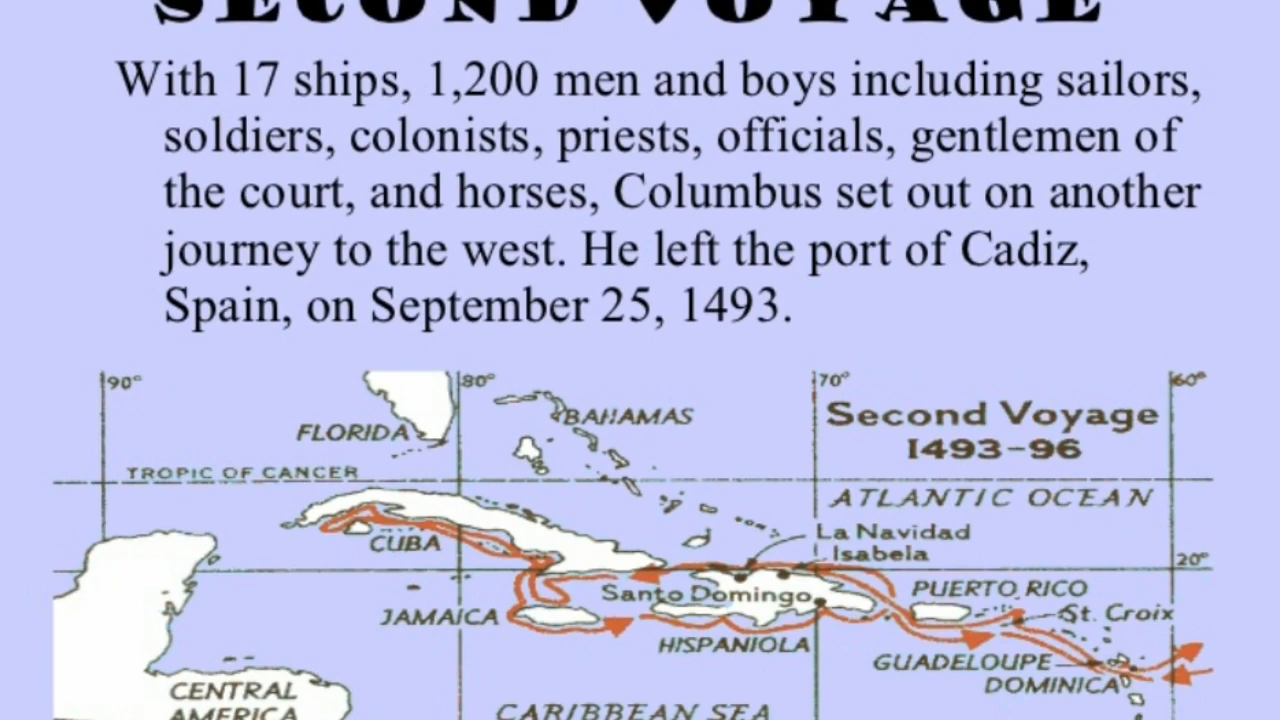 SECOND VOYAGE
With 17 ships, 1,200 men and boys including sailors,
soldiers, colonists, priests, officials, gentlemen of
the court, and horses, Columbus set out on another
journey to the west. He left the port of Cadiz,
Spain, on September 25, 1493.
90°
80°
70°
60°
Second Voyage
1493-96
BAHAMAS
FLORIDA
TROPIC OF CANCER
ATLANTIC OCEAN
La Navidad
Isabela
CUBA
20°
PUERTO RICO
Santo Domingo
St. Croix
JAMAICA
HISPANIOLA
GUADELOUPE
DOMINICA
CENTRAL
AMERICA
CARIBBEAN SEA